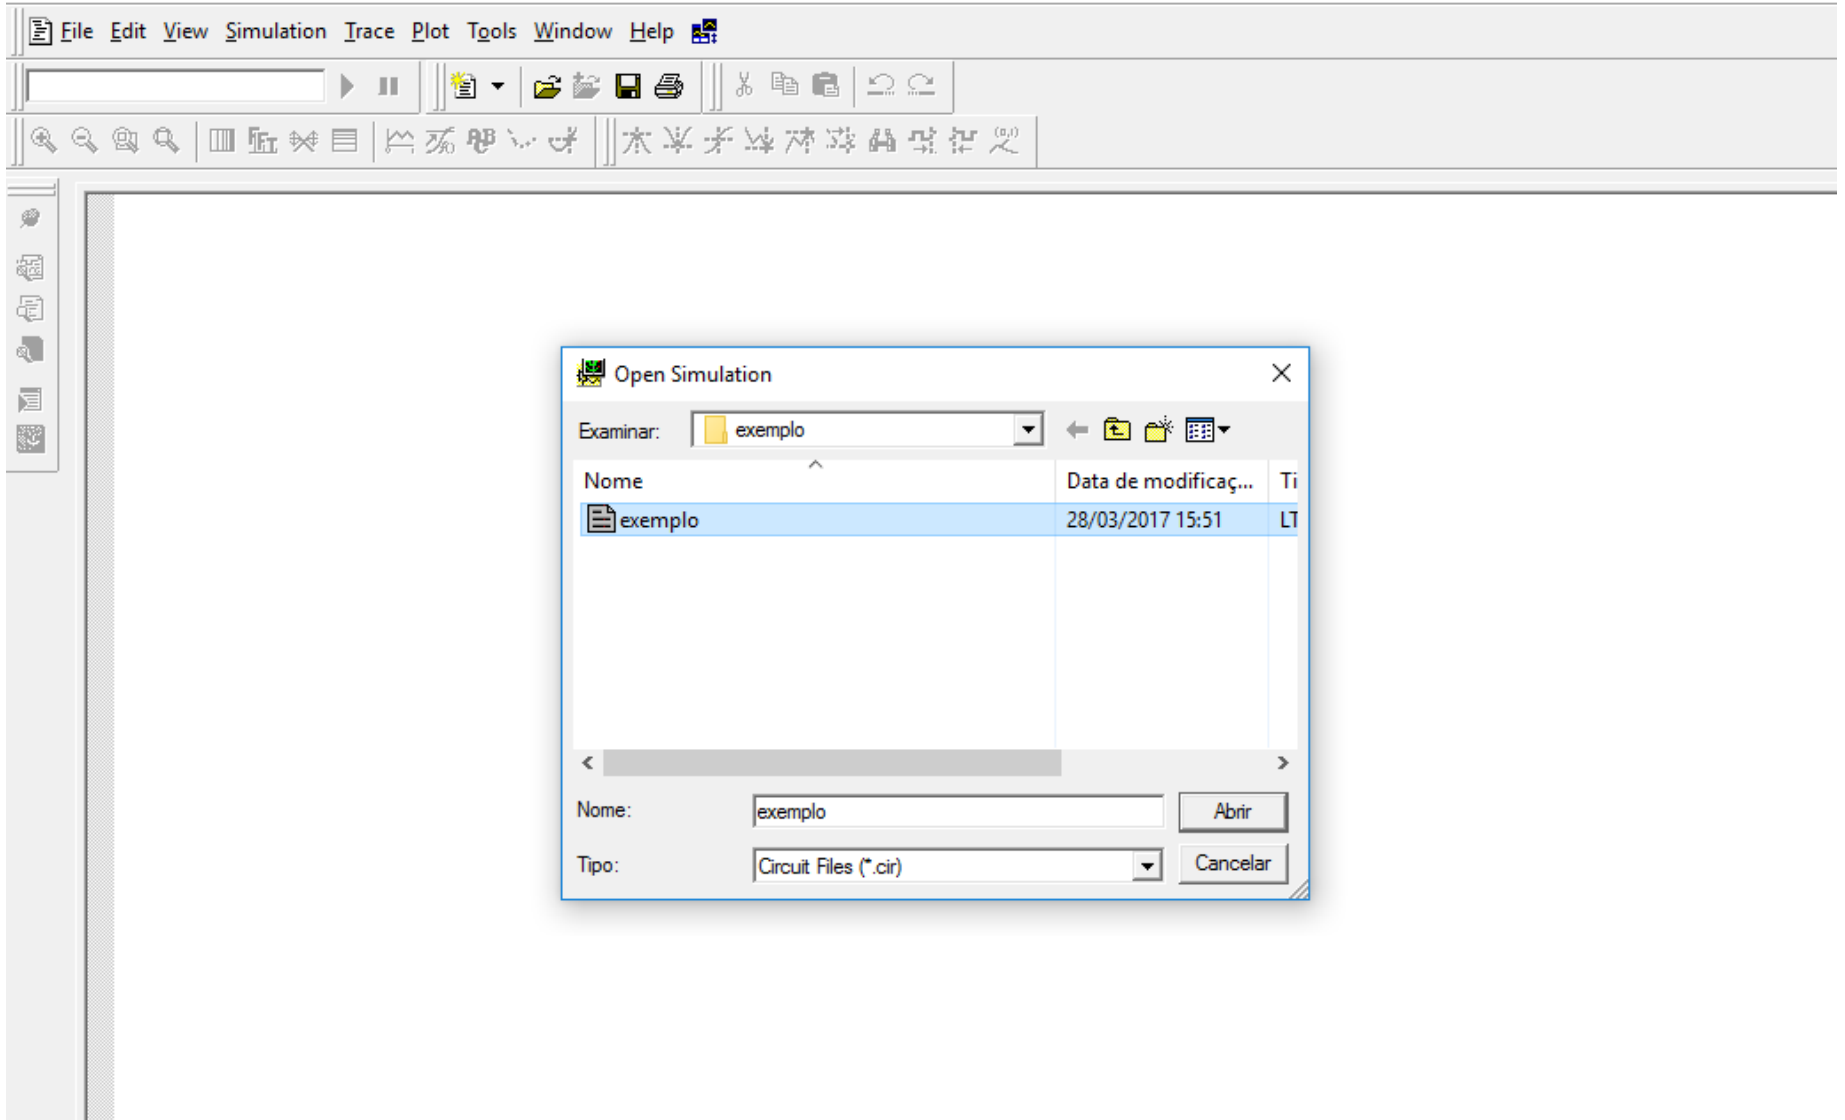 File Edit View Simulation Trace Plot Tools Window Help
Open Simulation
Examinar: exemplo
Nome Data de modificaç... Ti
exemplo 28/03/2017 15:51 LT
Nome: exemplo Abrir
Tipo: Circuit Files (*.cir) Cancelar